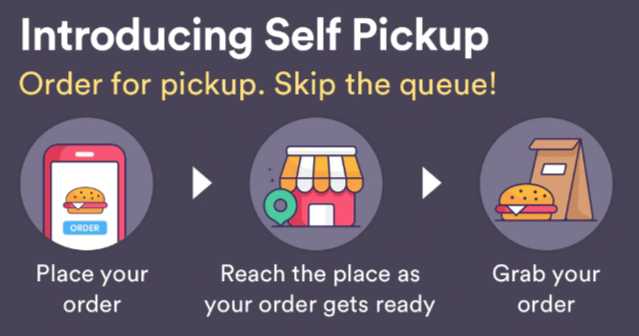 Introducing Self Pickup
Order for pickup. Skip the queue!
ORDER
Place your
order
Reach the place as
your order gets ready
Grab your
order